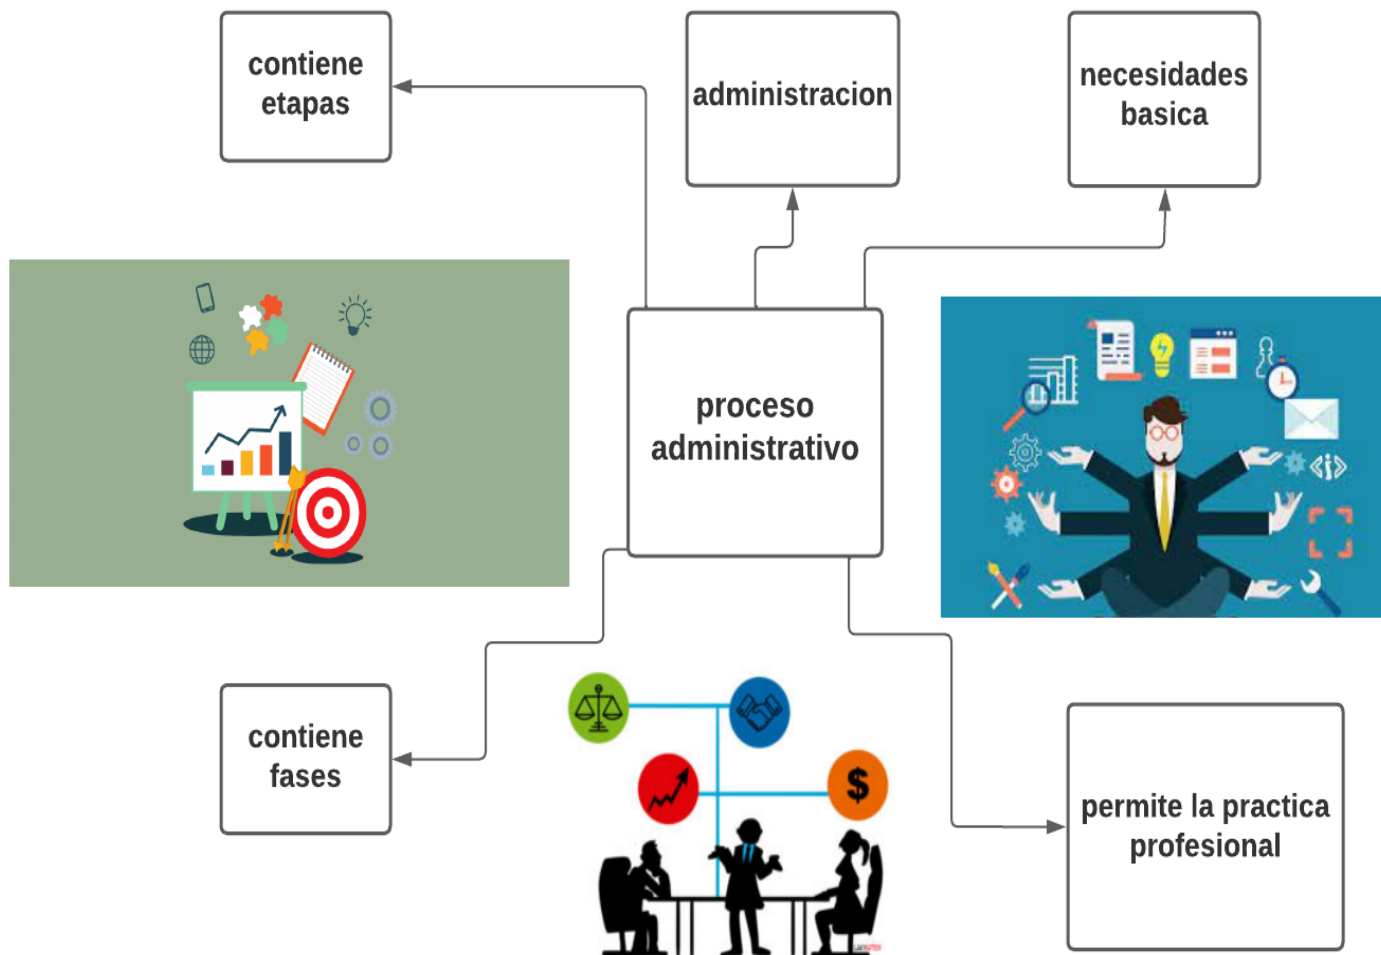 contiene
etapas
administracion
necesidades
basica
proceso
administrativo
contiene
fases
permite la practica
profesional
$